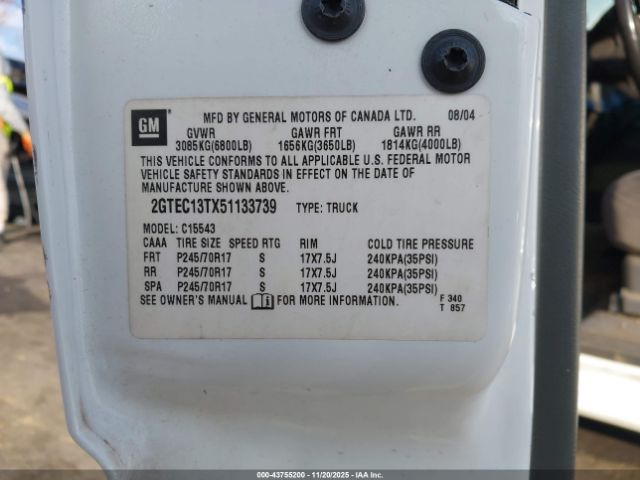 GM
MFD BY GENERAL MOTORS OF CANADA LTD. 08/04
GVWR GAWR FRT GAWR RR
3085KG(6800LB) 1656KG(3650LB) 1814KG(4000LB)
THIS VEHICLE CONFORMS TO ALL APPLICABLE U.S. FEDERAL MOTOR
VEHICLE SAFETY STANDARDS IN EFFECT ON THE DATE OF
MANUFACTURE SHOWN ABOVE.
2GTEC13TX51133739 TYPE: TRUCK
MODEL: C15543
CAAA TIRE SIZE SPEED RTG RIM COLD TIRE PRESSURE
FRT P245/70R17 S 17X7.5J 240KPA(35PSI)
RR P245/70R17 S 17X7.5J 240KPA(35PSI)
SPA P245/70R17 S 17X7.5J 240KPA(35PSI)
SEE OWNER'S MANUAL FOR MORE INFORMATION.
F 340
T 857
000-43755200 - 11/20/2025 - IAAI.COM